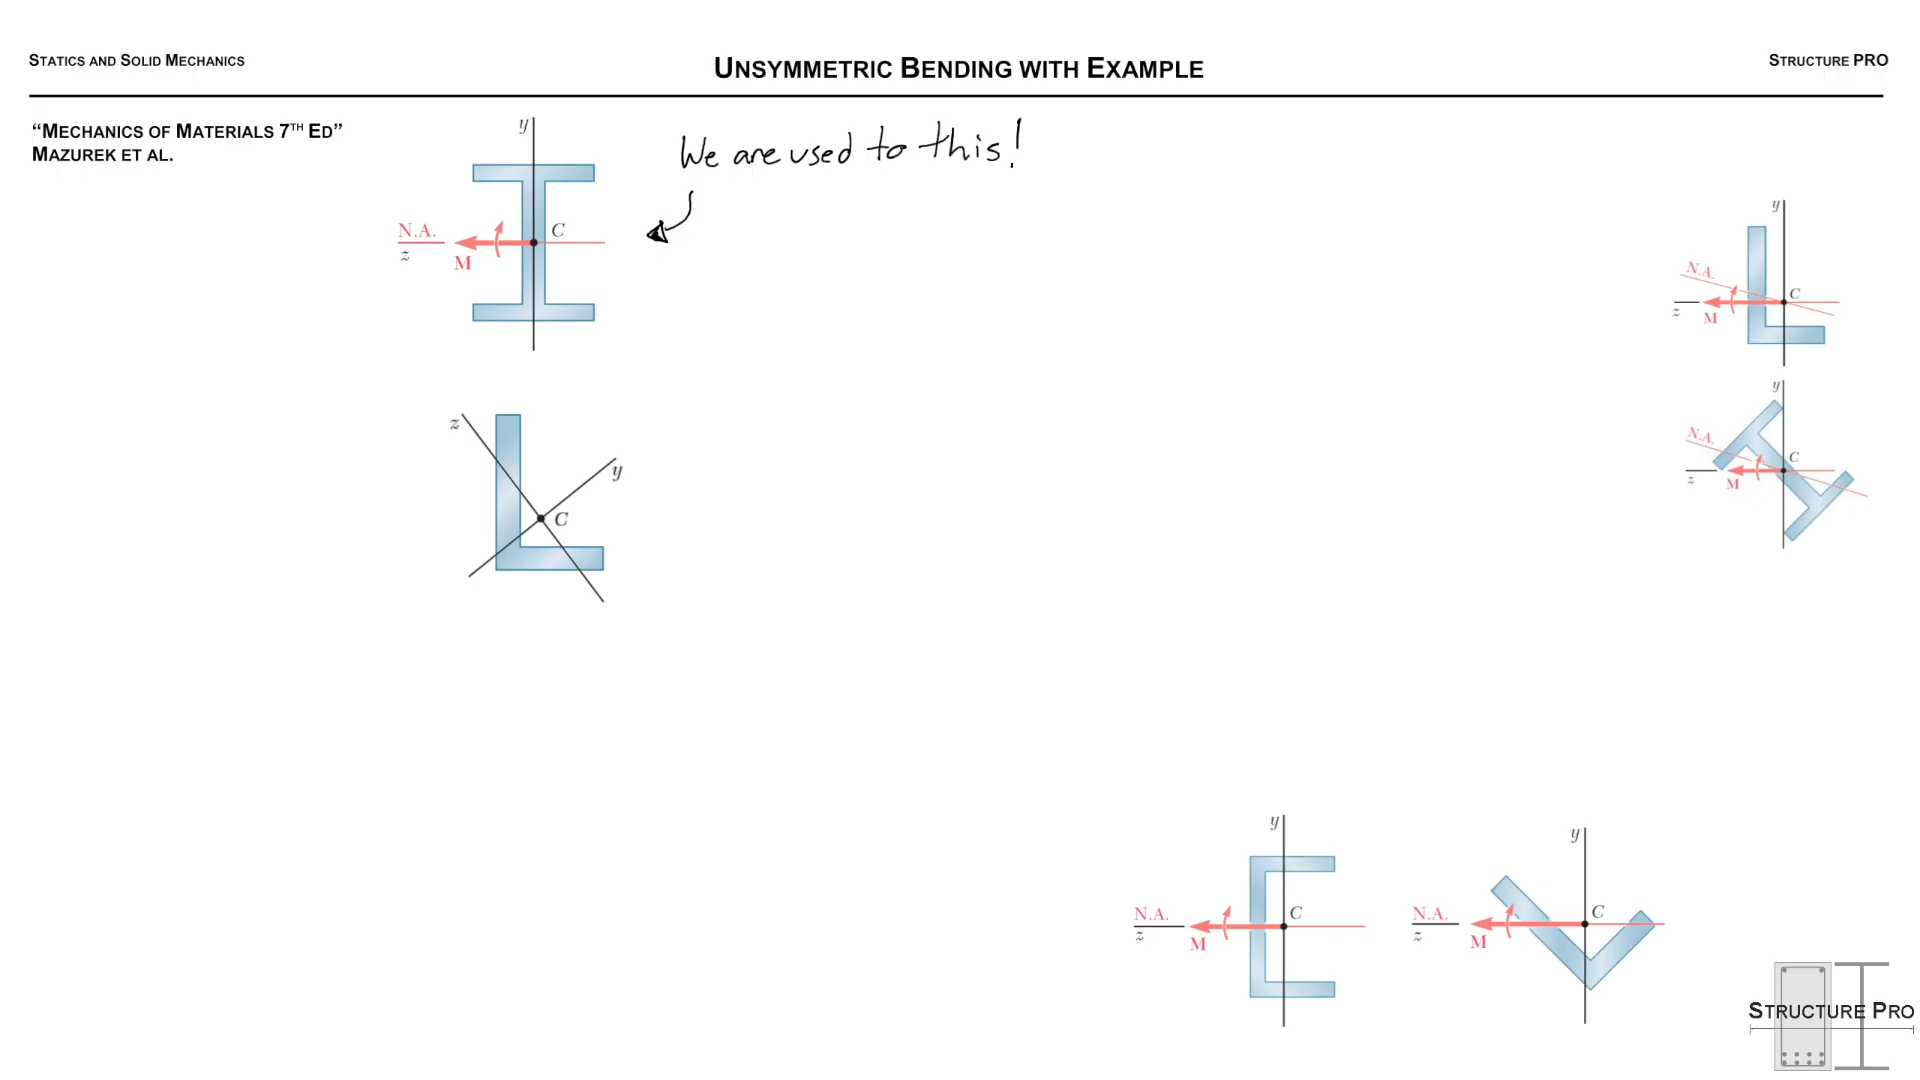 STATICS AND SOLID MECHANICS
UNSYMMETRIC BENDING WITH EXAMPLE
STRUCTURE PRO
“MECHANICS OF MATERIALS 7TH ED”
MAZUREK ET AL.
We are used to this!
y
N.A.
z
M
C
y
N.A.
z
M
C
z
y
C
y
N.A.
z
M
C
y
N.A.
z
M
C
y
N.A.
z
M
C
STRUCTURE PRO